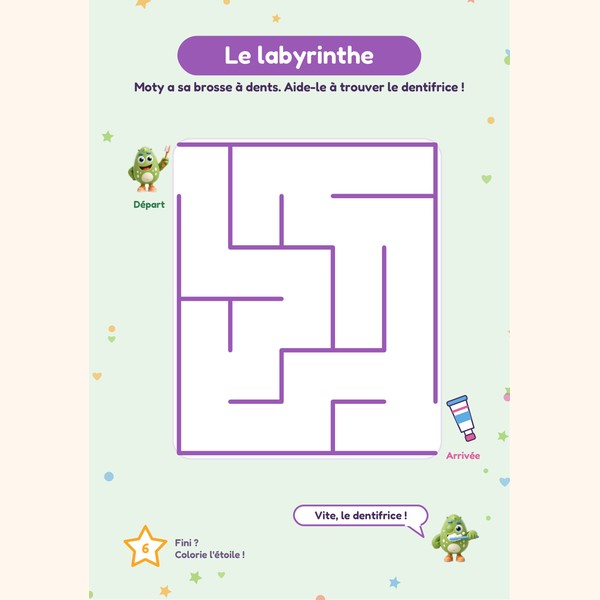 Le labyrinthe
Moty a sa brosse à dents. Aide-le à trouver le dentifrice !
Départ
Arrivée
Vite, le dentifrice !
6
Fini ?
Colorie l'étoile !